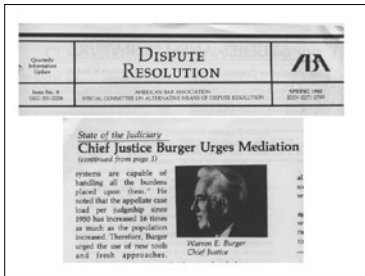 Quarterly
Information
Update
DISPUTE
RESOLUTION
ABA
Issue No. 8
AMERICAN BAR ASSOCIATION
SPECIAL COMMITTEE ON ALTERNATIVE MEANS OF DISPUTE RESOLUTION
SPRING
State of the Judiciary
Chief Justice Burger Urges Mediation
(continued from page 1)
systems are capable of
handling all the burdens
placed upon them." He
noted that the appellate case
load per judgeship since
1950 has increased 16 times
as much as the population
increased. Therefore, Burger
urged the use of new tools
and fresh approaches.
Warren E. Burger
Chief Justice